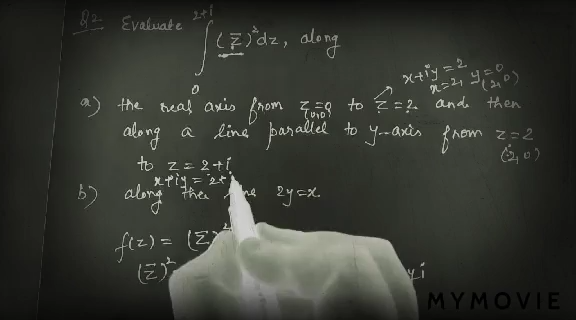 Q2 Evaluate ∫₀²⁺ⁱ (z̄)² dz, along
x+iy = 2
x=2, y=0
(2,0)
a) the real axis from z=0 to z=2 and then
(0,0)
along a line parallel to y-axis from z=2
(2,0)
to z = 2+i
x+iy = 2+i
b) along the line 2y=x
f(z) = (z̄)²
(z̄)² yi
MYMOVIE